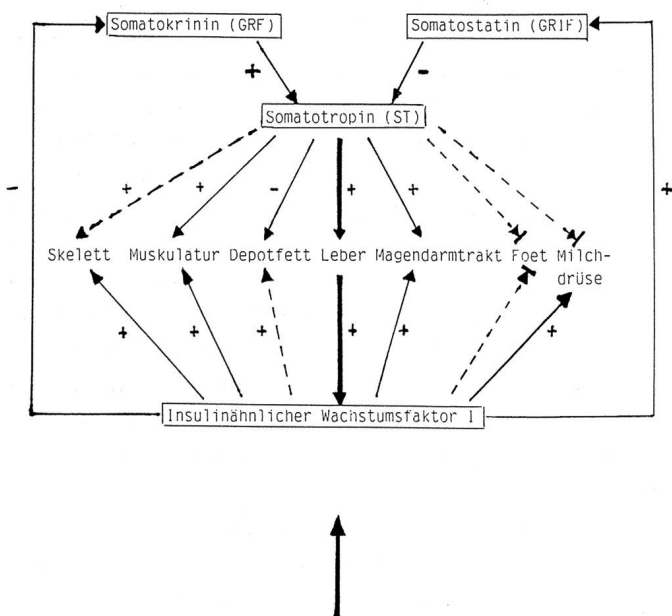 Somatokrinin (GRF) Somatostatin (GRIF)
+ -
Somatotropin (ST)
- + + - + + +
Skelett Muskulatur Depotfett Leber Magendarmtrakt Foet Milch-
drüse
+ + + + + +
Insulinähnlicher Wachstumsfaktor I